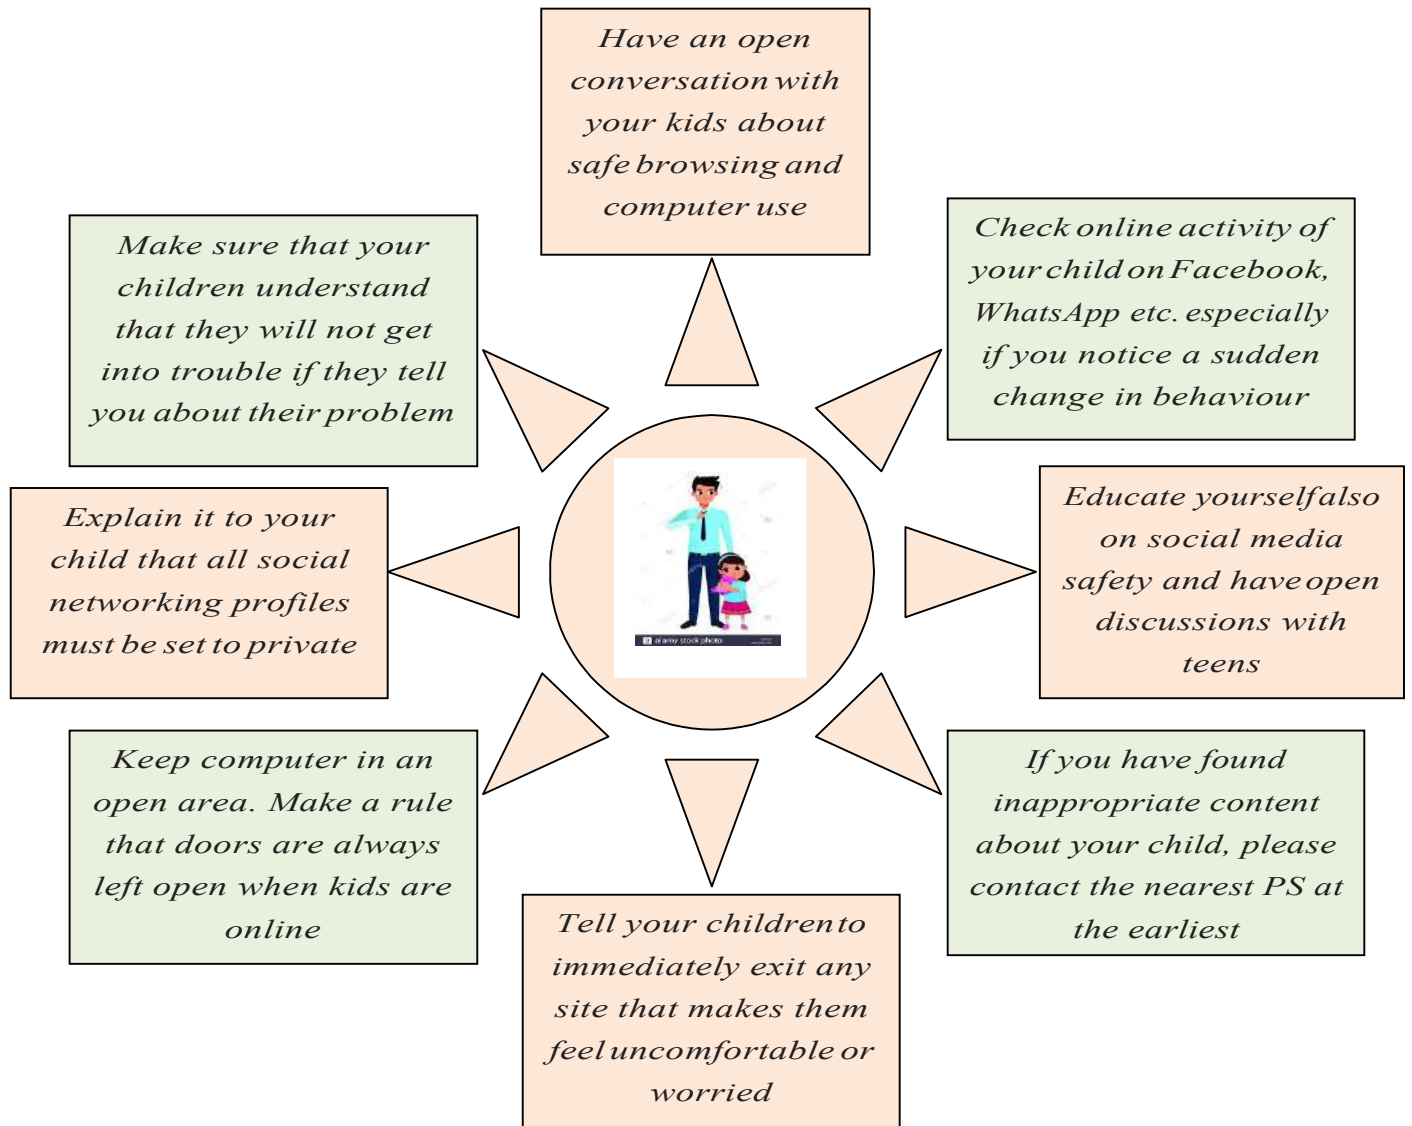 Have an open
conversation with
your kids about
safe browsing and
computer use
Make sure that your
children understand
that they will not get
into trouble if they tell
you about their problem
Check online activity of
your child on Facebook,
WhatsApp etc. especially
if you notice a sudden
change in behaviour
Explain it to your
child that all social
networking profiles
must be set to private
alamy stock photo
Educate yourself also
on social media
safety and have open
discussions with
teens
Keep computer in an
open area. Make a rule
that doors are always
left open when kids are
online
If you have found
inappropriate content
about your child, please
contact the nearest PS at
the earliest
Tell your children to
immediately exit any
site that makes them
feel uncomfortable or
worried